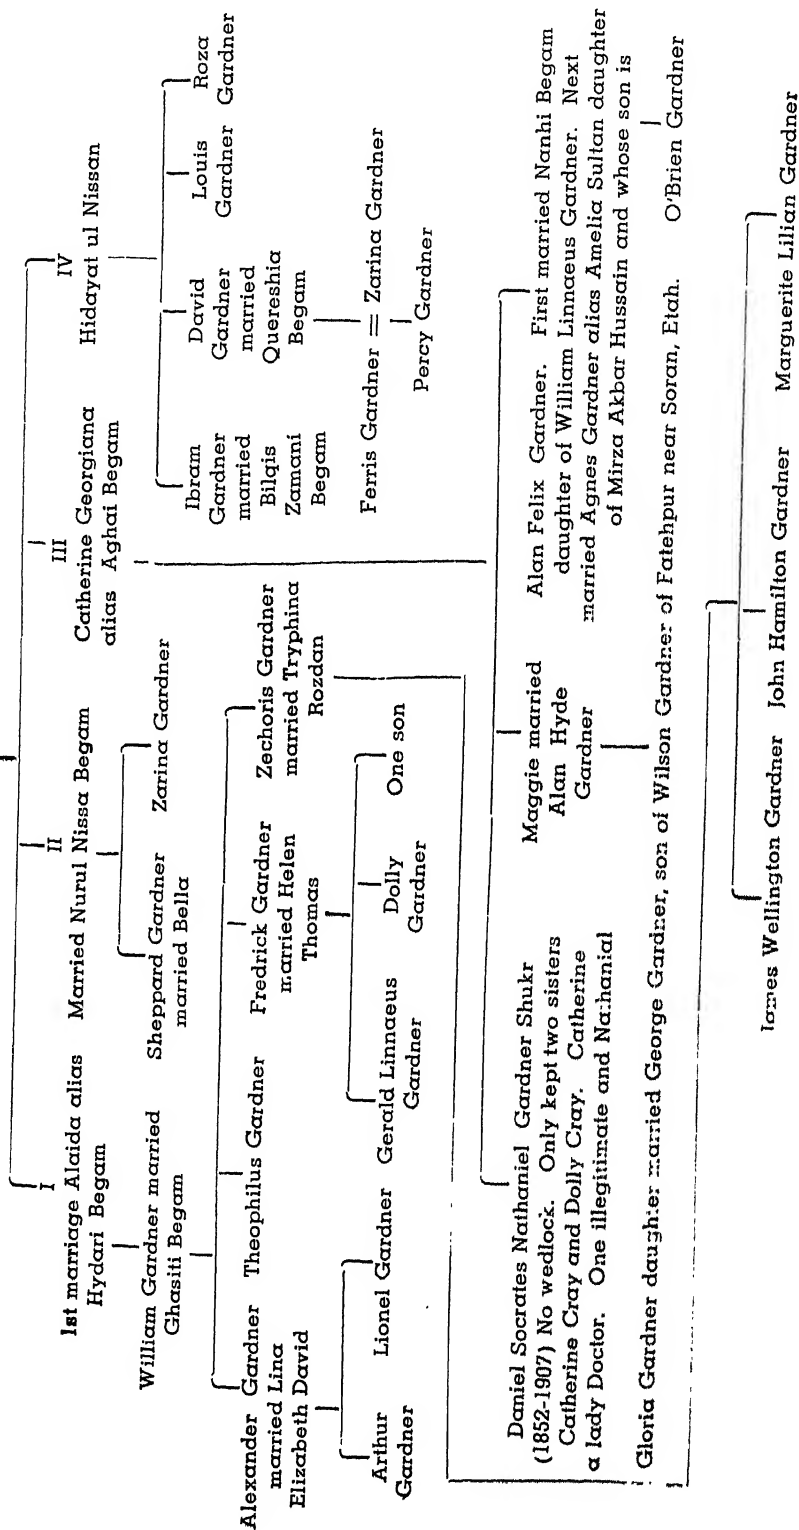 I
1st marriage Alaida alias
Hydari Begam
II
Married Nurul Nissa Begam
III
Catherine Georgiana
alias Aghai Begam
IV
Hidayat ul Nissan
William Gardner married
Ghasiti Begam
Sheppard Gardner
married Bella
Zarina Gardner
Ibram
Gardner
married
Bilqis
Zamani
Begam
David
Gardner
married
Quereshia
Begam
Louis
Gardner
Roza
Gardner
Alexander Gardner
married Lina
Elizabeth David
Theophilus Gardner
Fredrick Gardner
married Helen
Thomas
Zechoris Gardner
married Tryphina
Rozdan
Ferris Gardner = Zarina Gardner
Percy Gardner
Arthur
Gardner
Lionel Gardner
Gerald Linnaeus
Gardner
Dolly
Gardner
One son
Daniel Socrates Nathaniel Gardner Shukr
(1852-1907) No wedlock. Only kept two sisters
Catherine Cray and Dolly Cray. Catherine
a lady Doctor. One illegitimate and Nathanial
Maggie married
Alan Hyde
Gardner
Alan Felix Gardner. First married Nanhi Begam
daughter of William Linnaeus Gardner. Next
married Agnes Gardner alias Amelia Sultan daughter
of Mirza Akbar Hussain and whose son is
Gloria Gardner daughter married George Gardner, son of Wilson Gardner of Fatehpur near Soran, Etah.
O'Brien Gardner
James Wellington Gardner
John Hamilton Gardner
Marguerite Lilian Gardner